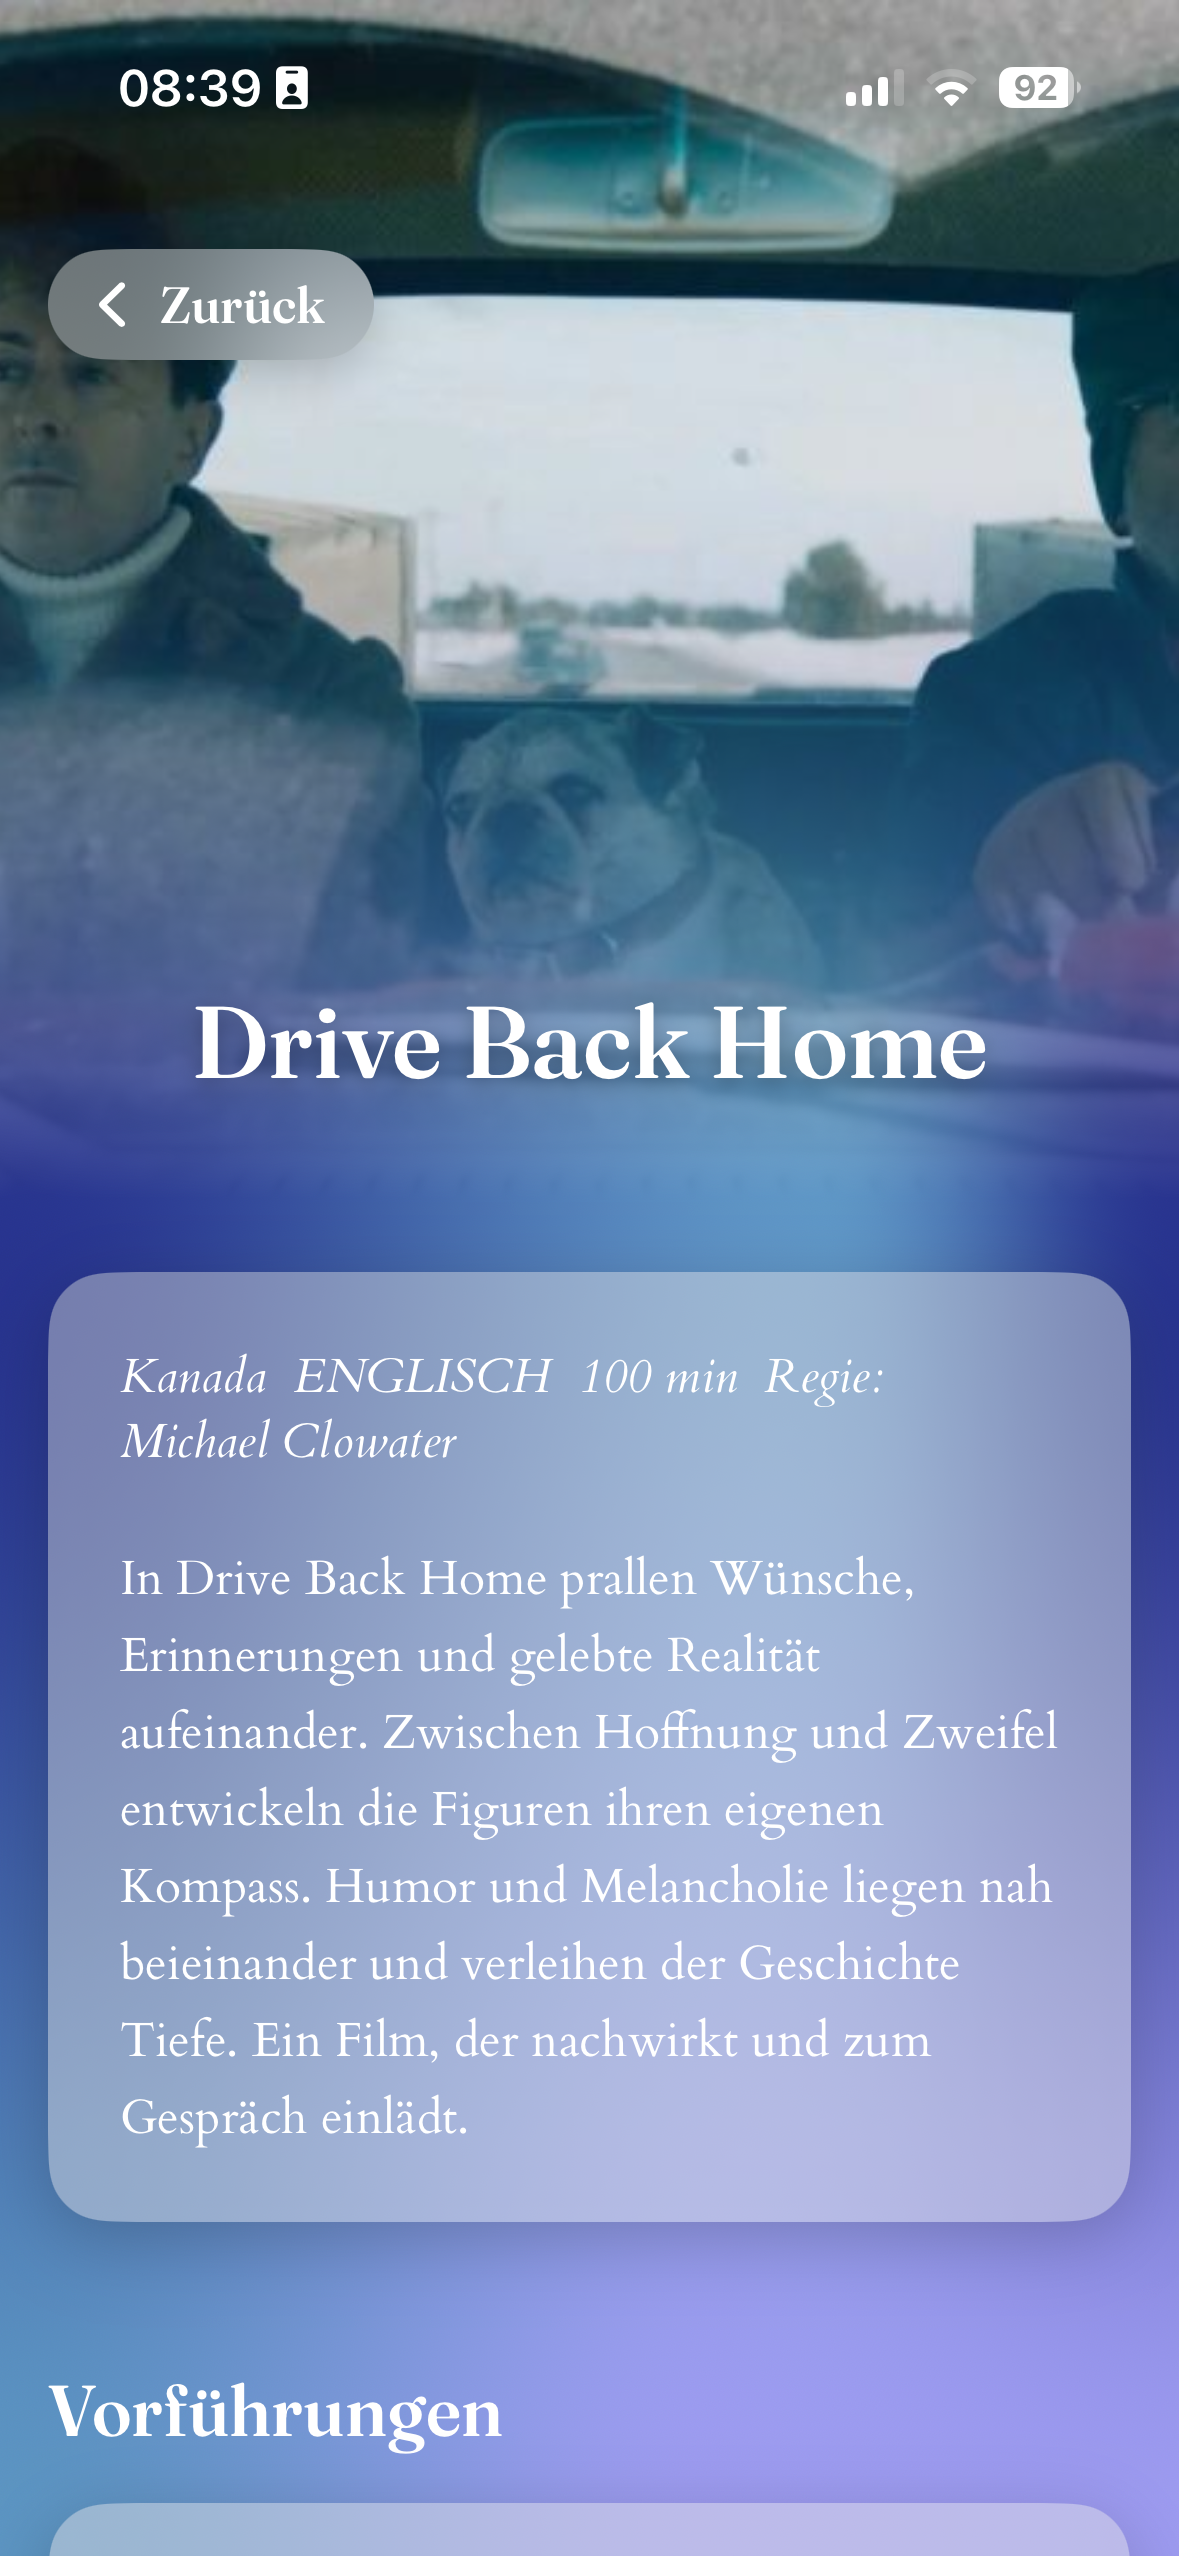 08:39
92
Zurück
Drive Back Home
Kanada ENGLISCH 100 min Regie:
Michael Clowater
In Drive Back Home prallen Wünsche,
Erinnerungen und gelebte Realität
aufeinander. Zwischen Hoffnung und Zweifel
entwickeln die Figuren ihren eigenen
Kompass. Humor und Melancholie liegen nah
beieinander und verleihen der Geschichte
Tiefe. Ein Film, der nachwirkt und zum
Gespräch einlädt.
Vorführungen